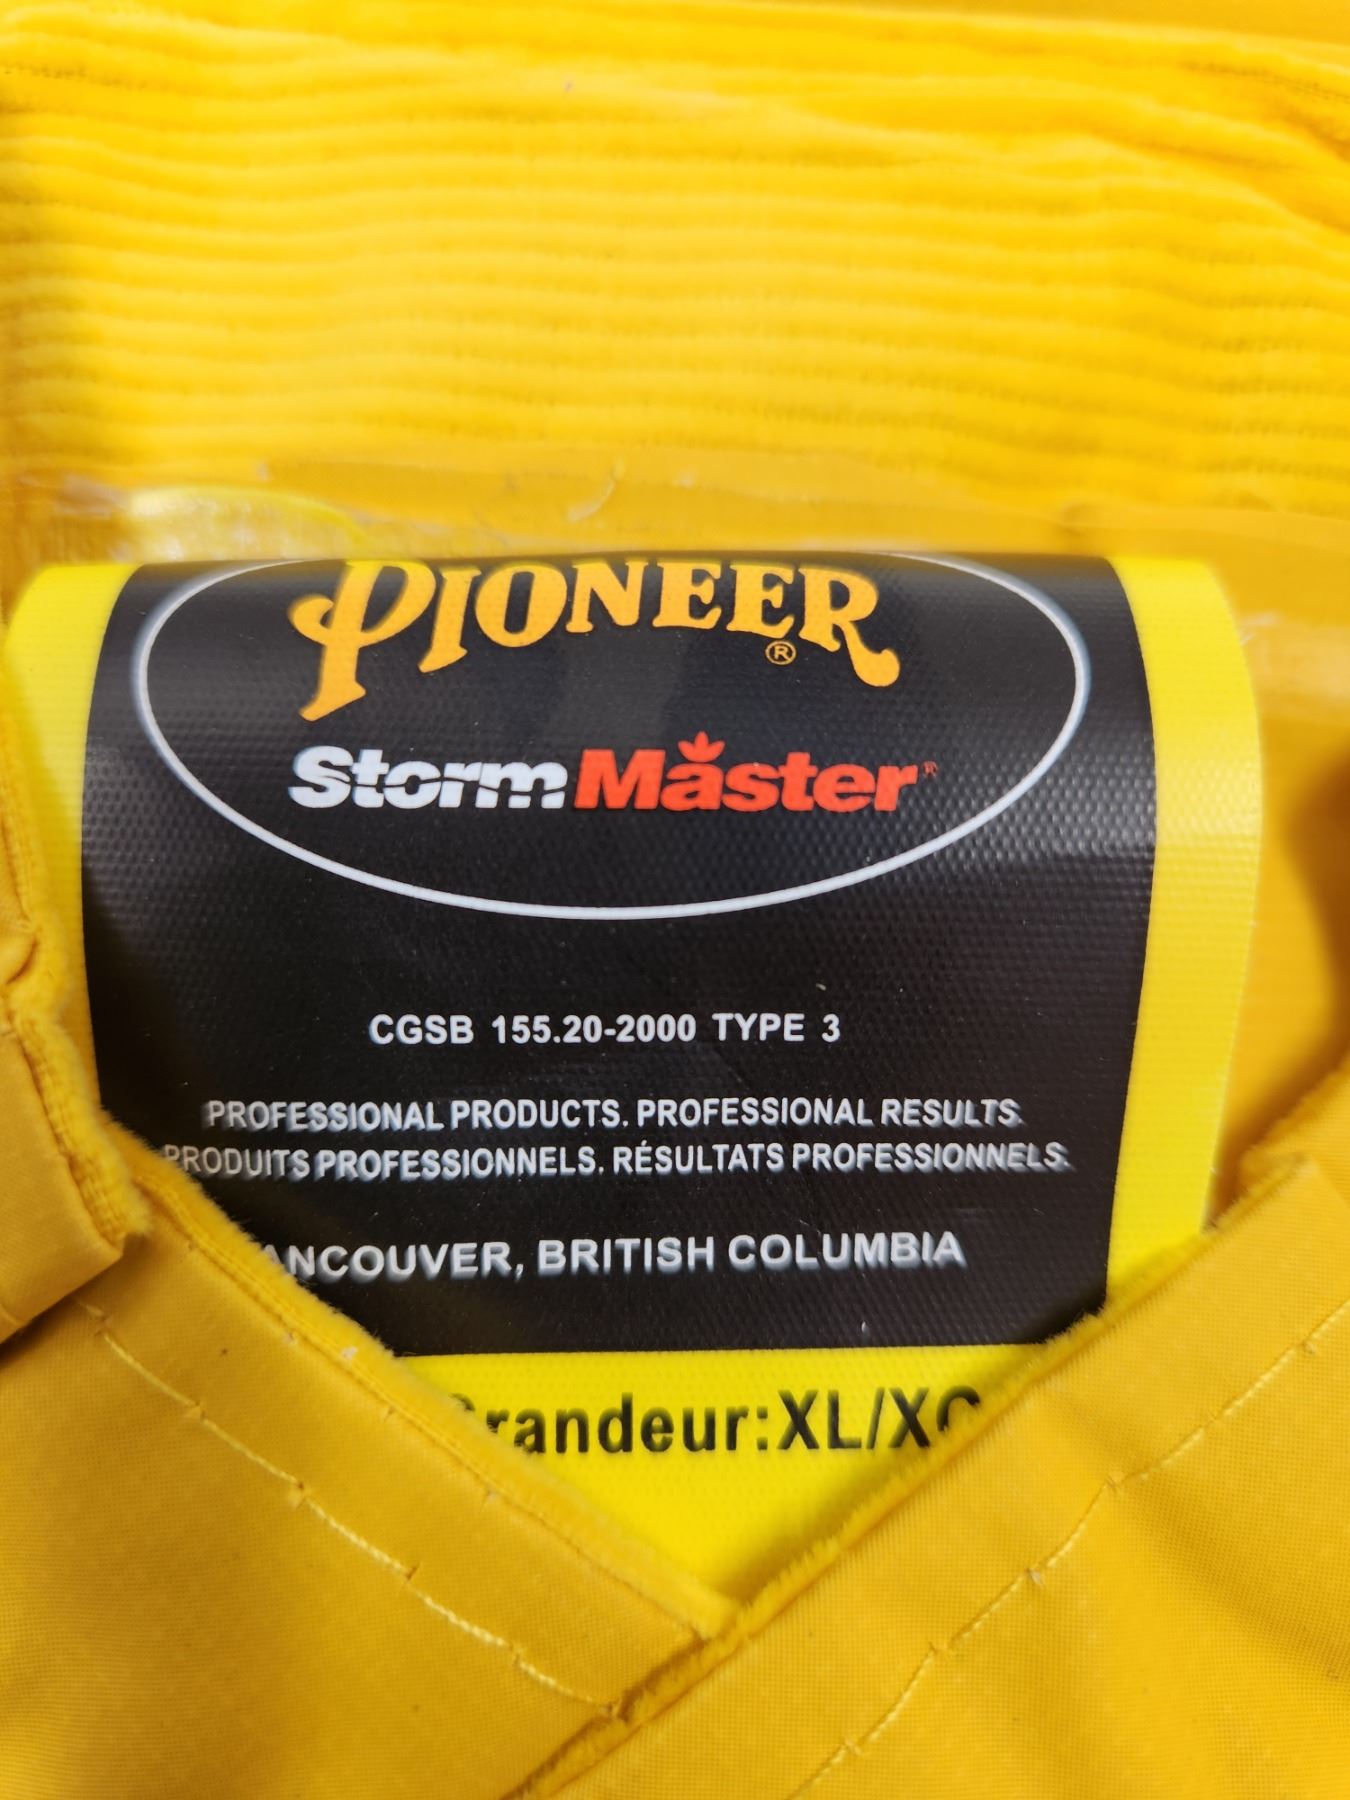 PIONEER
®
StormMaster®
CGSB 155.20-2000 TYPE 3
PROFESSIONAL PRODUCTS. PROFESSIONAL RESULTS.
PRODUITS PROFESSIONNELS. RÉSULTATS PROFESSIONNELS.
ANCOUVER, BRITISH COLUMBIA
randeur:XL/XG